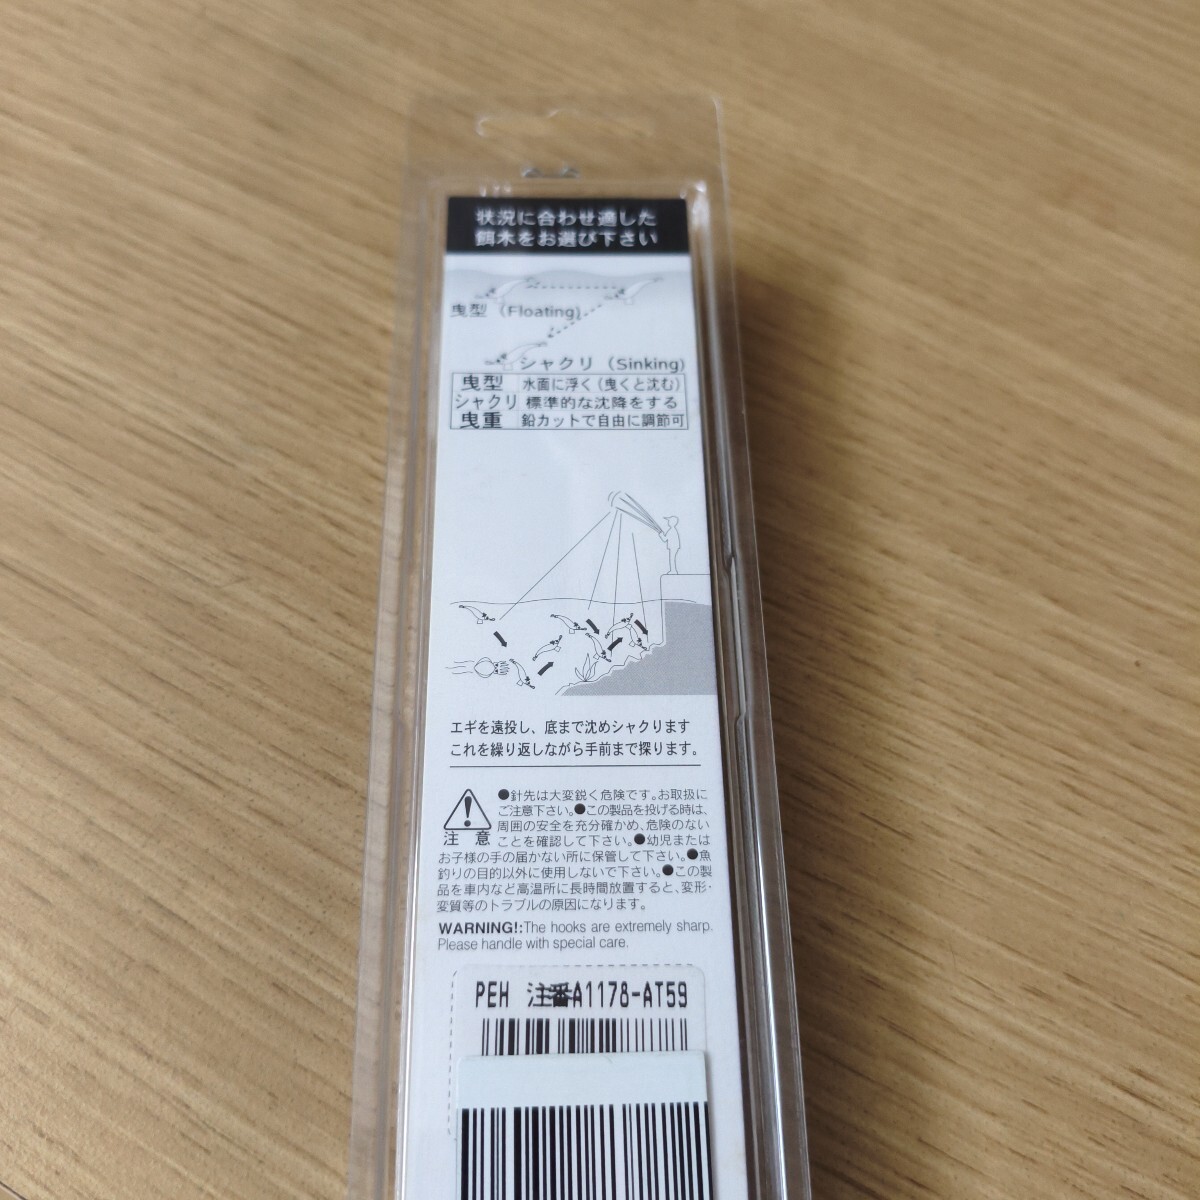 状況に合わせ適した
餌木をお選び下さい
曳型 (Floating)
シャクリ (Sinking)
曳型 水面に浮く(曳くと沈む)
シャクリ 標準的な沈降をする
曳重 鉛カットで自由に調節可
エギを遠投し、底まで沈めシャクります
これを繰り返しながら手前まで探ります。
●針先は大変鋭く危険です。お取扱に
ご注意下さい。●この製品を投げる時は、
周囲の安全を充分確かめ、危険のない
注 意 ことを確認して下さい。●幼児または
お子様の手の届かない所に保管して下さい。●魚
釣りの目的以外に使用しないで下さい。●この製
品を車内など高温所に長時間放置すると、変形・
変質等のトラブルの原因になります。
WARNING!:The hooks are extremely sharp.
Please handle with special care.
PEH 注番A1178-AT59